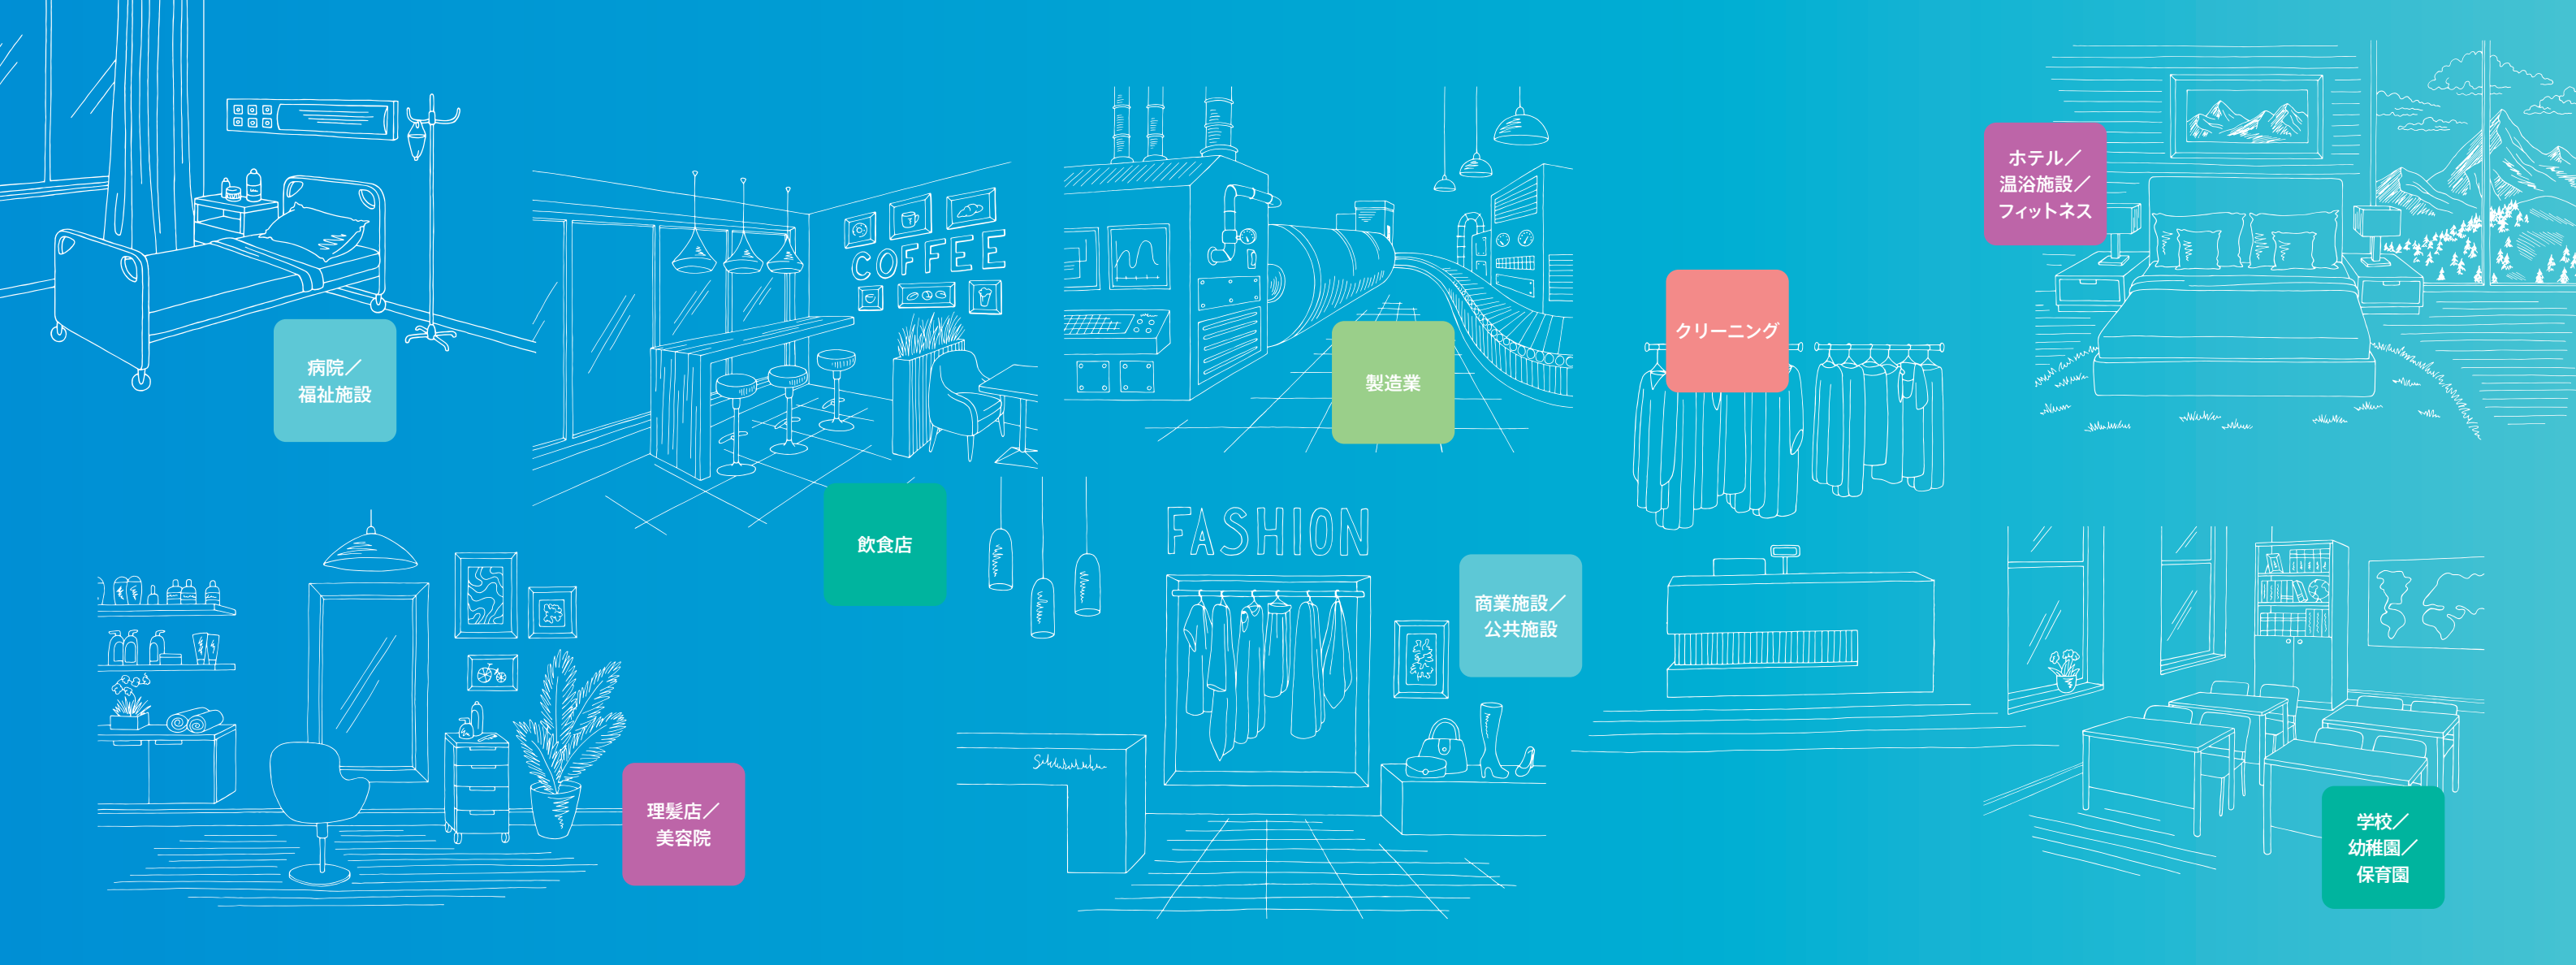 病院／
福祉施設
COFFEE
飲食店
製造業
クリーニング
ホテル／
温浴施設／
フィットネス
理髪店／
美容院
FASHION
商業施設／
公共施設
学校／
幼稚園／
保育園